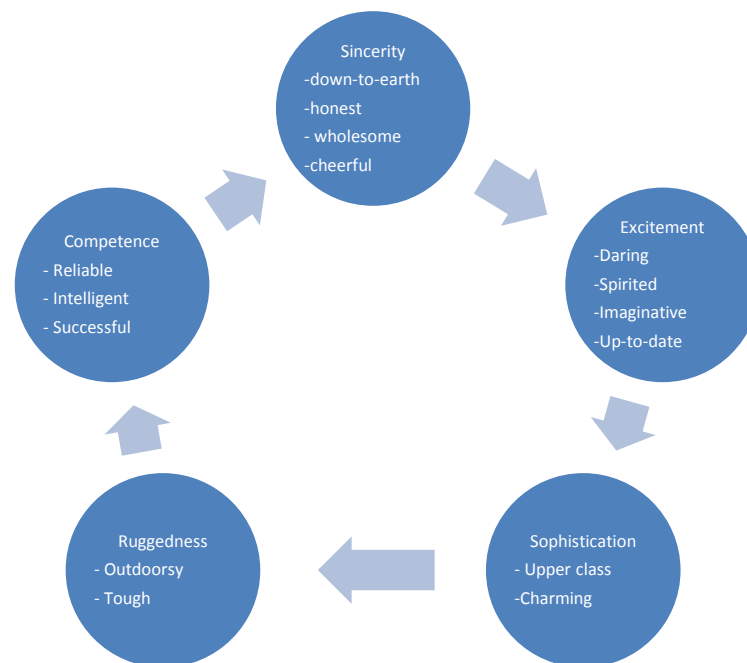 Sincerity
-down-to-earth
-honest
- wholesome
-cheerful
Excitement
-Daring
-Spirited
-Imaginative
-Up-to-date
Sophistication
- Upper class
-Charming
Ruggedness
- Outdoorsy
- Tough
Competence
- Reliable
- Intelligent
- Successful